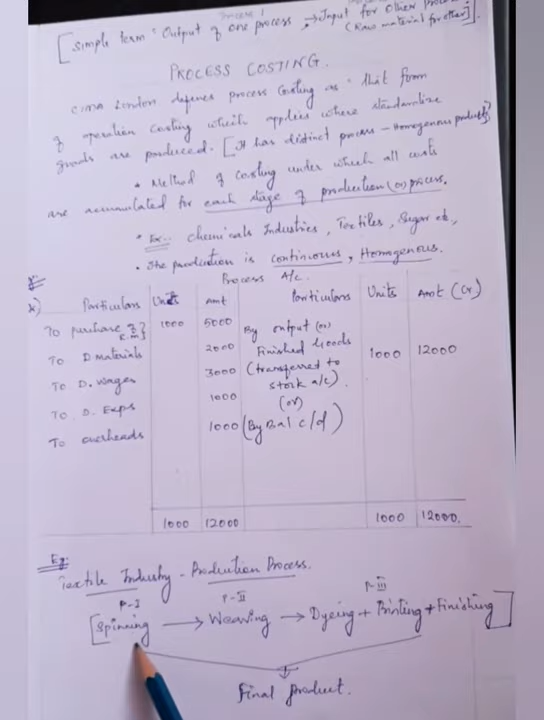 Process 1
[Simple term "Output of one process → Input for Other Process
(Raw material for other].
PROCESS COSTING.
CIMA London defines process Costing as "that form
of operation costing which applies where standardize
goods are produced. [It has distinct process - Homogenous products]
• Method of Costing under which all costs
are accumulated for each stage of production (or) process.
• Ex:- Chemicals Industries, Textiles, Sugar etc,
• The production is continuous, Homogenous.
Process A/c.
Particulars Units Amt Particulars Units Amt (Cr)
To purchase of R.m} 1000 5000 By output (or)
To D Materials 2000 Finished Goods 1000 12000
To D. Wages 3000 (transferred to
stock a/c).
To D. Exps 1000 (or)
To overheads 1000 (By Bal c/d)
1000 12000 1000 12000.
Eg:
Textile Industry - Production Process.
P-I P-II P-III
[Spinning → Weaving → Dyeing + Printing + Finishing]
Final product.